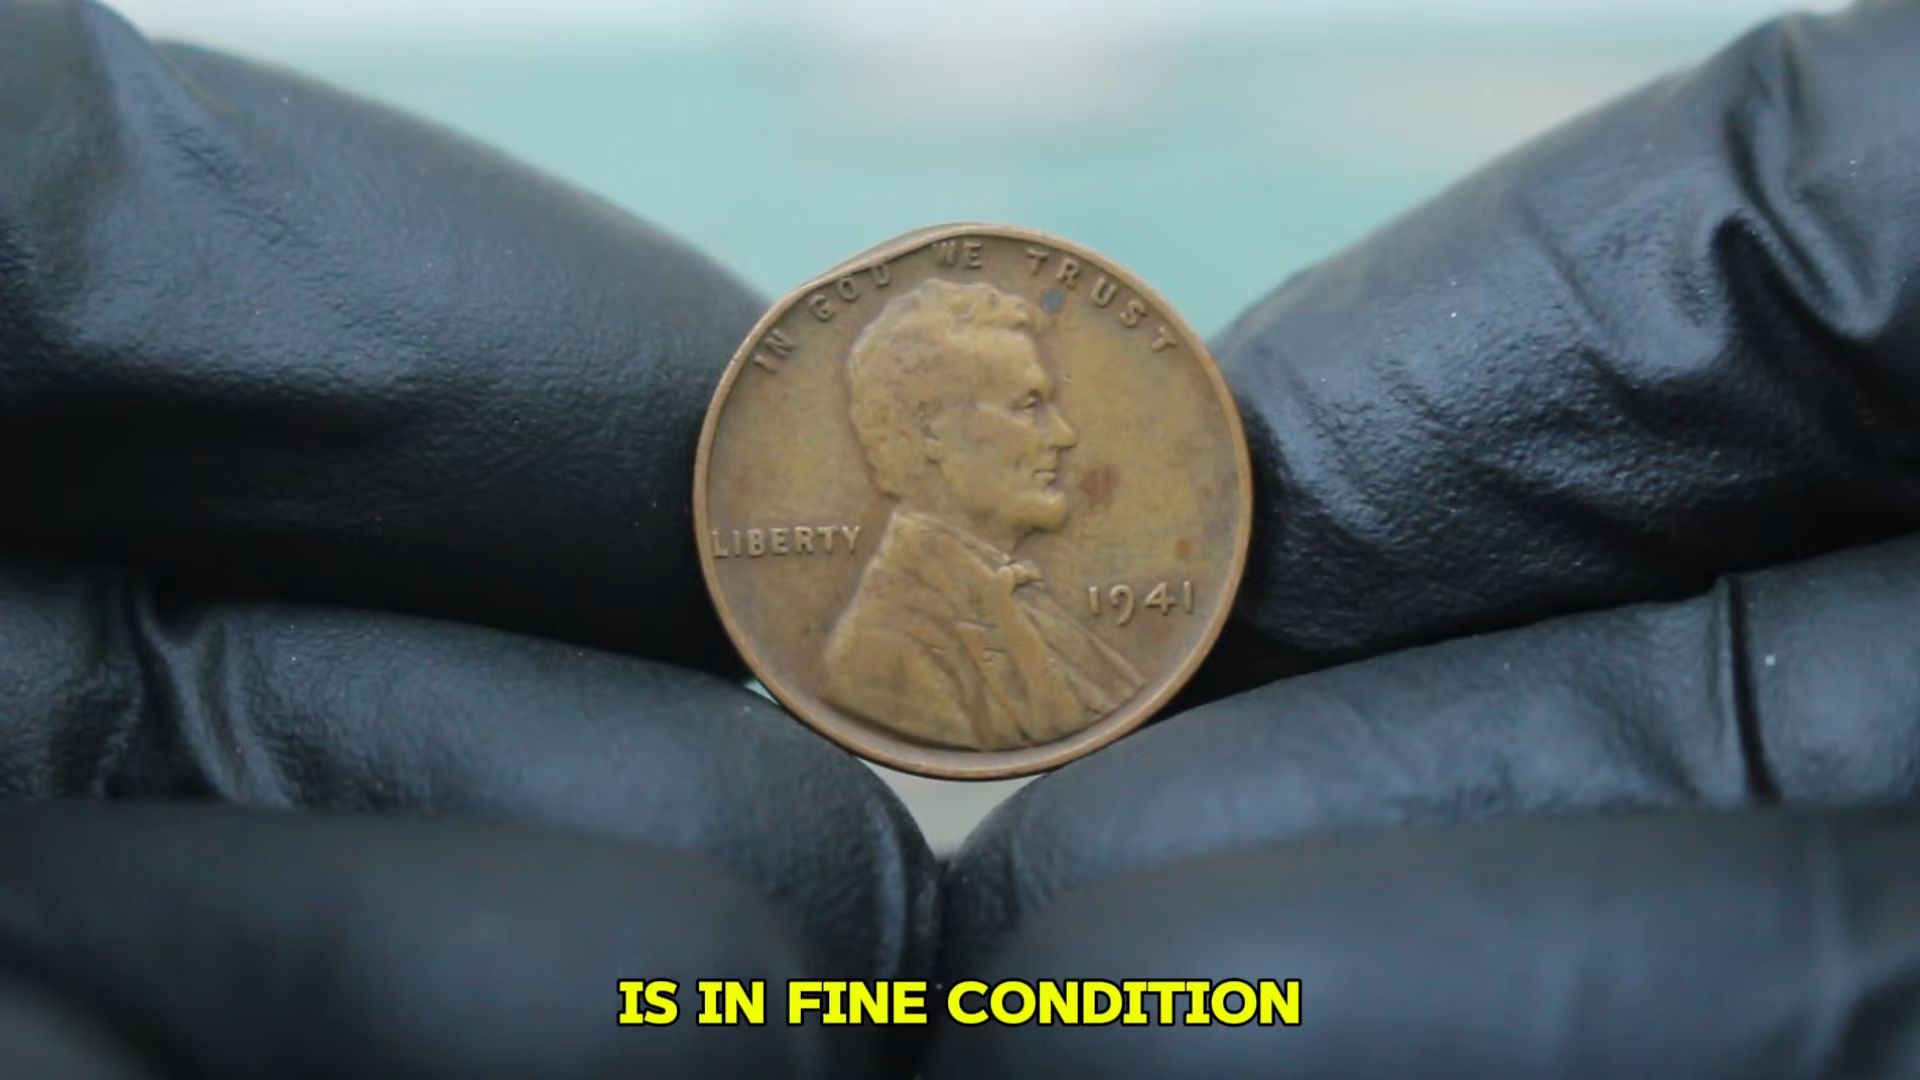 IN GOD WE TRUST
LIBERTY
1941
IS IN FINE CONDITION